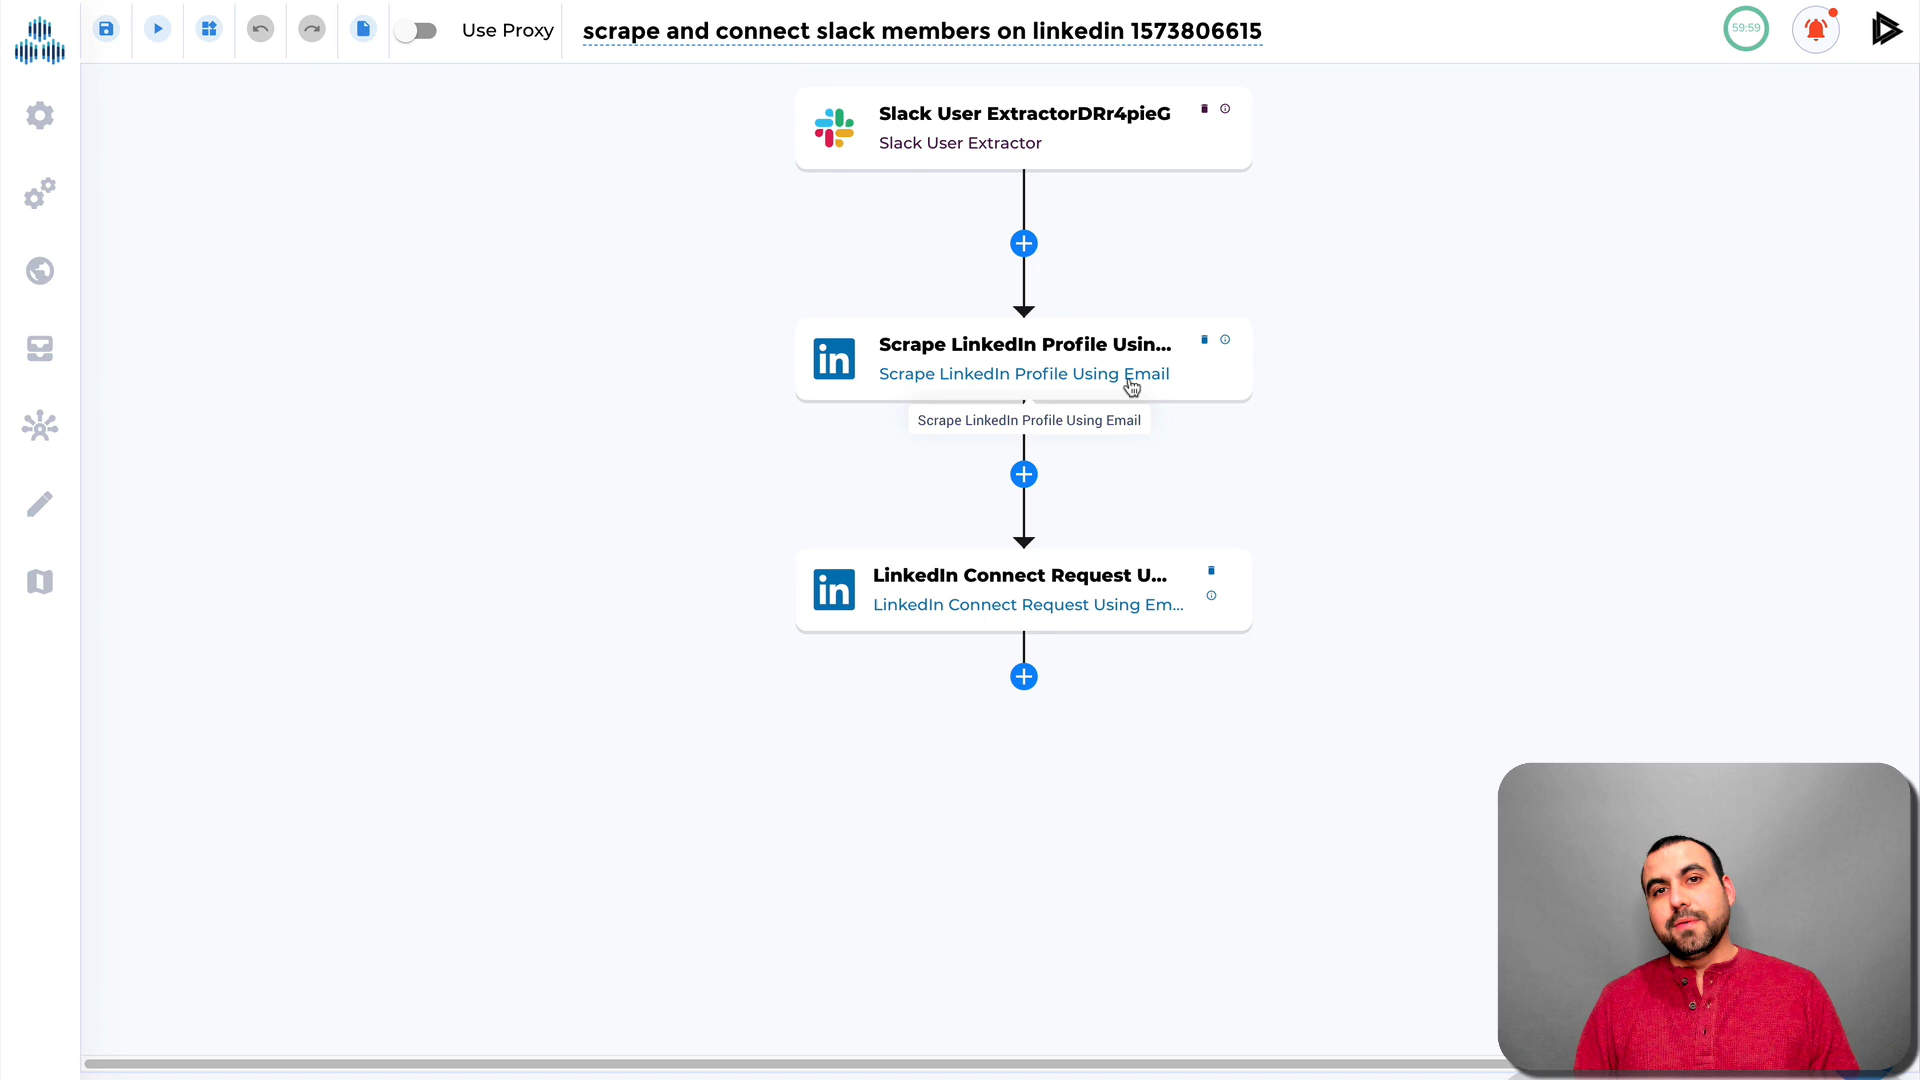 Use Proxy
scrape and connect slack members on linkedin 1573806615
59:59
Slack User ExtractorDRr4pieG
Slack User Extractor
Scrape LinkedIn Profile Usin...
Scrape LinkedIn Profile Using Email
Scrape LinkedIn Profile Using Email
LinkedIn Connect Request U...
LinkedIn Connect Request Using Em...